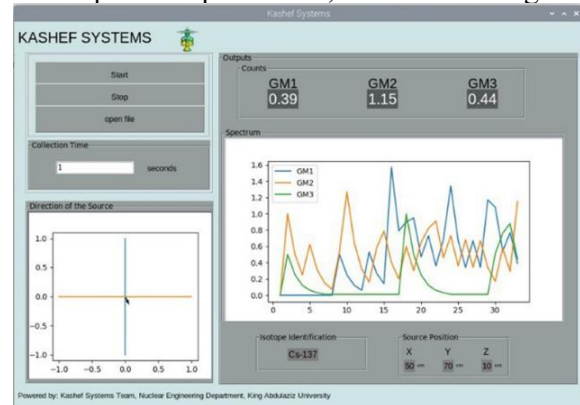 Kashef Systems
KASHEF SYSTEMS
Start
Stop
open file
Collection Time
1 seconds
Direction of the Source
1.0
0.5
0.0
−0.5
−1.0
−1.0 −0.5 0.0 0.5 1.0
Outputs
Counts
GM1 GM2 GM3
0.39 1.15 0.44
Spectrum
GM1
GM2
GM3
1.6
1.4
1.2
1.0
0.8
0.6
0.4
0.2
0.0
0 5 10 15 20 25 30
Isotope Identification
Cs-137
Source Position
X Y Z
50 cm 70 cm 10 cm
Powered by: Kashef Systems Team, Nuclear Engineering Department, King Abdulaziz University